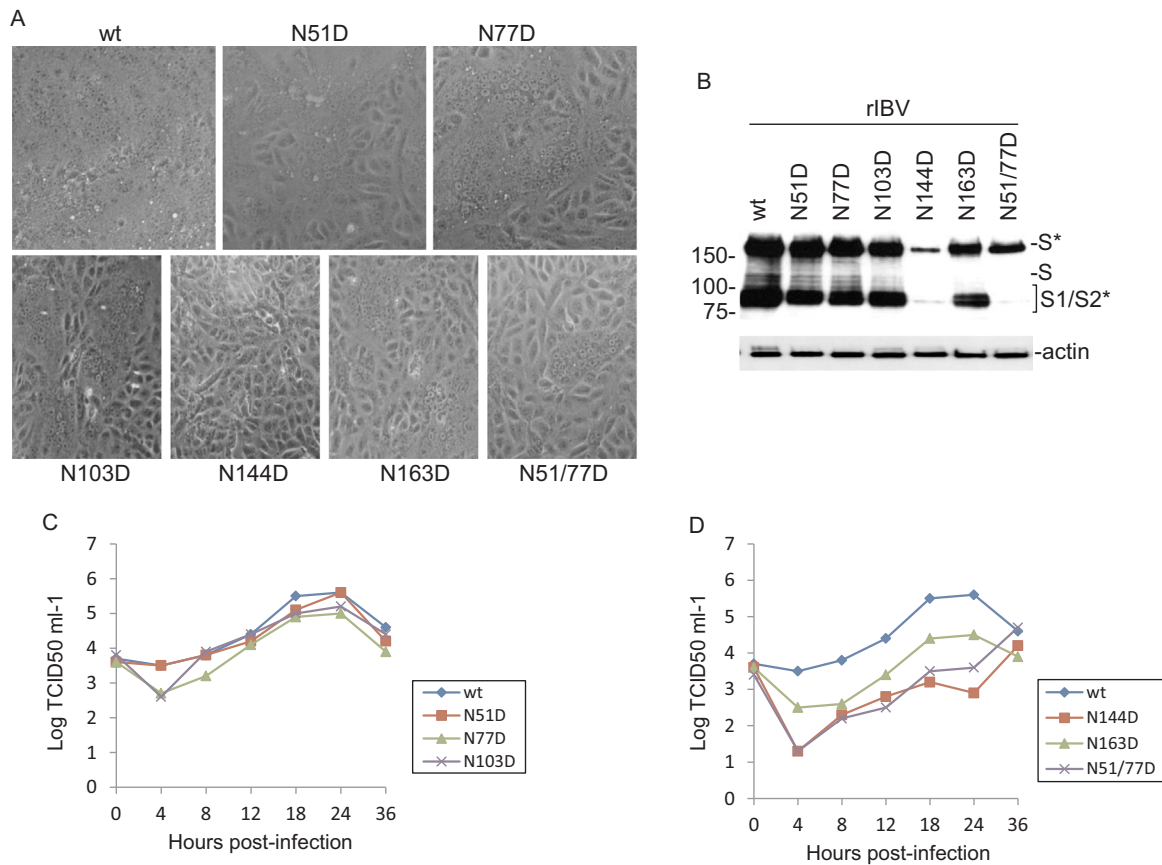 A
wt N51D N77D
N103D N144D N163D N51/77D
B
rIBV
wt N51D N77D N103D N144D N163D N51/77D
150-
100-
75-
-S*
-S
S1/S2*
-actin
C
Log TCID50 ml-1
7
6
5
4
3
2
1
0
0 4 8 12 18 24 36
Hours post-infection
wt
N51D
N77D
N103D
D
Log TCID50 ml-1
7
6
5
4
3
2
1
0
0 4 8 12 18 24 36
Hours post-infection
wt
N144D
N163D
N51/77D